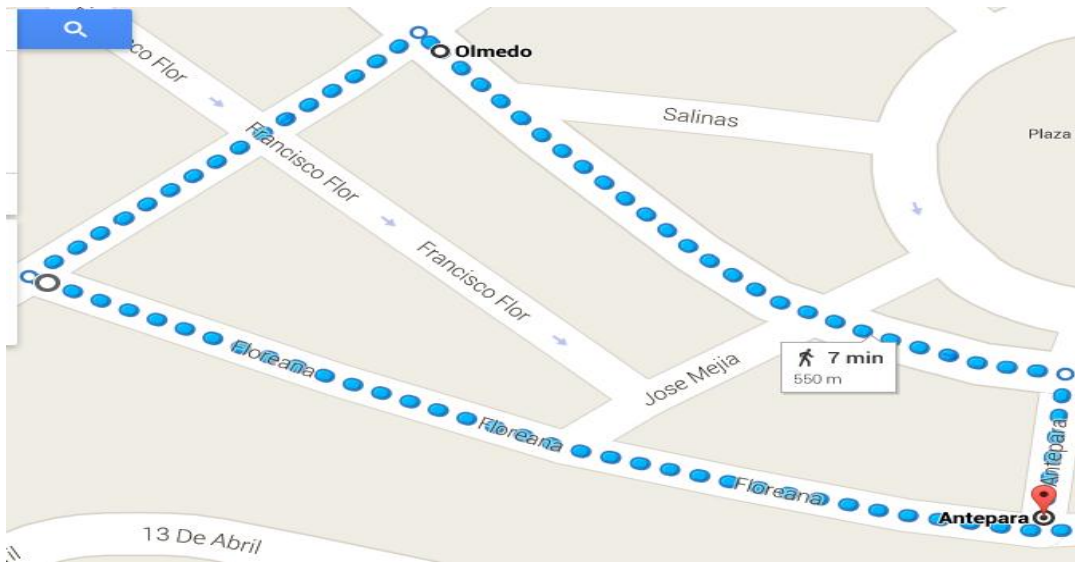 co Flor
Olmedo
Salinas
Plaza
Francisco Flor
Francisco Flor
7 min
550 m
Jose Mejia
Floreana
Floreana
Floreana
Antepara
Antepara
13 De Abril
il